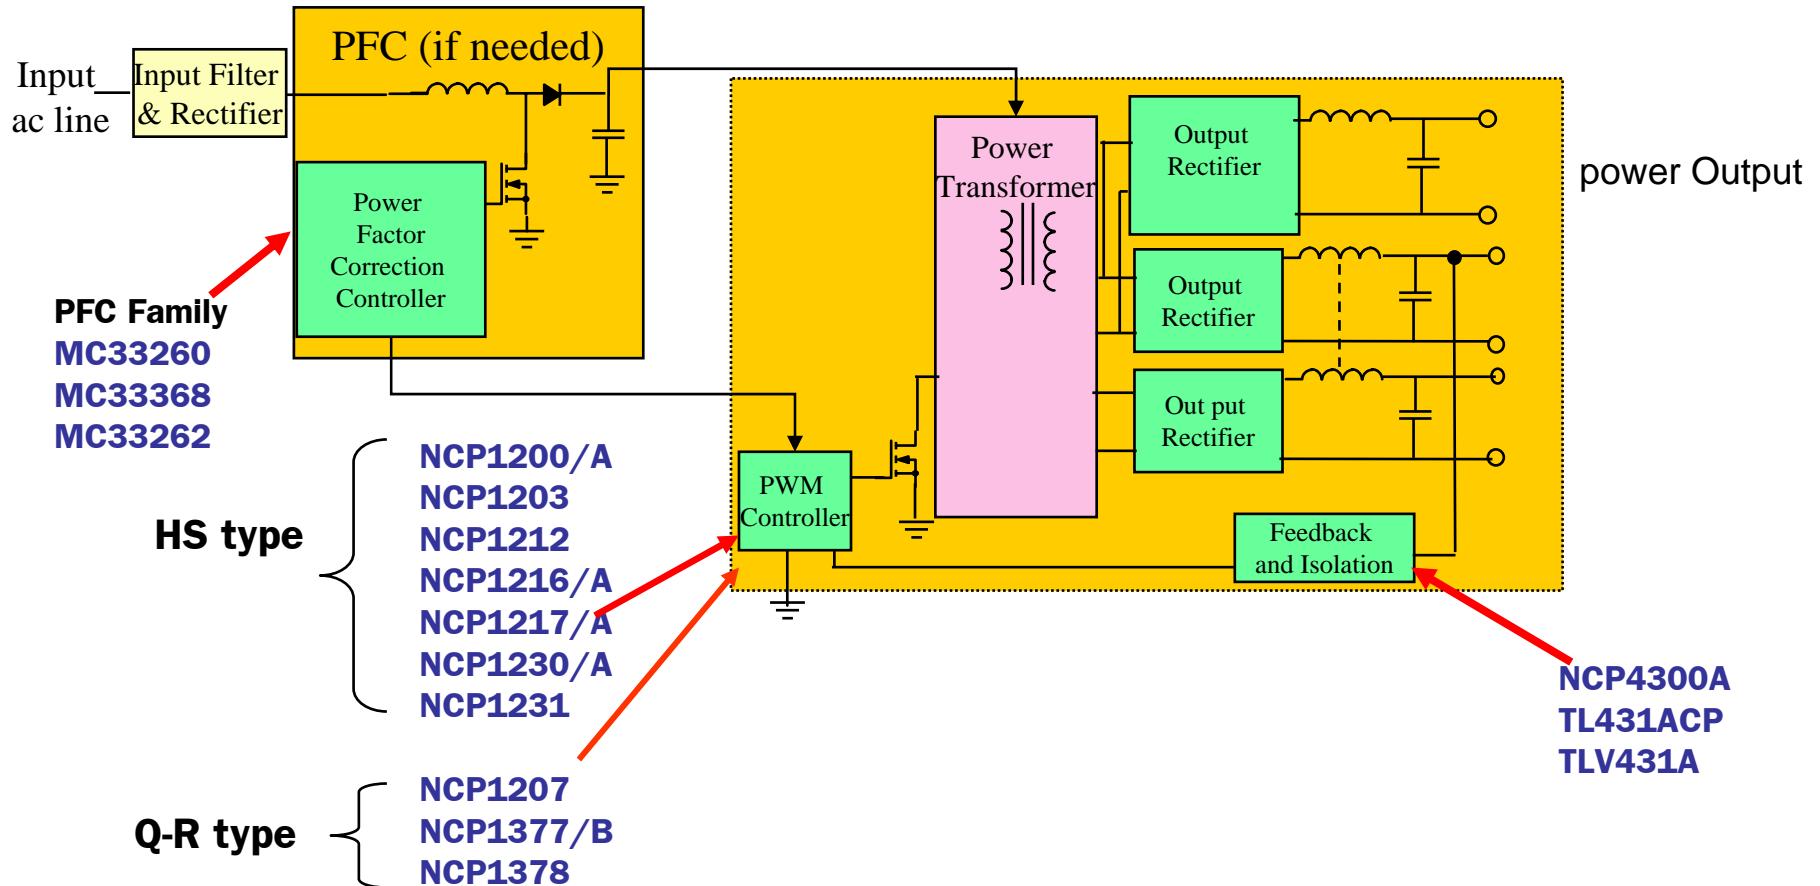 PFC (if needed)
Input
ac line
Input Filter
& Rectifier
Power
Factor
Correction
Controller
PFC Family
MC33260
MC33368
MC33262
Power
Transformer
Output
Rectifier
power Output
Output
Rectifier
Out put
Rectifier
PWM
Controller
Feedback
and Isolation
HS type
NCP1200/A
NCP1203
NCP1212
NCP1216/A
NCP1217/A
NCP1230/A
NCP1231
Q-R type
NCP1207
NCP1377/B
NCP1378
NCP4300A
TL431ACP
TLV431A